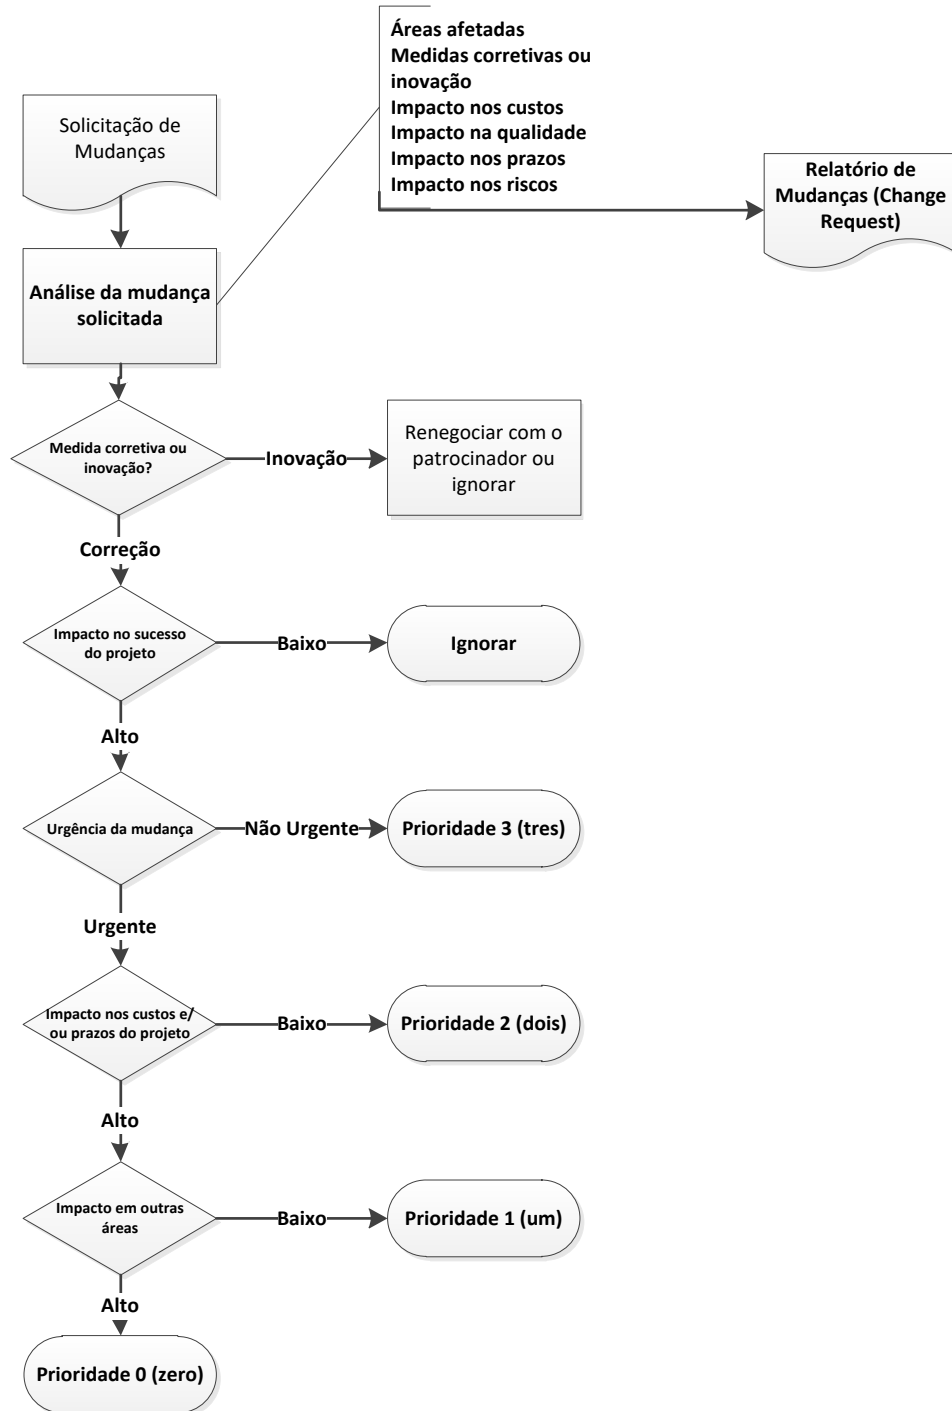 Áreas afetadas
Medidas corretivas ou
inovação
Impacto nos custos
Impacto na qualidade
Impacto nos prazos
Impacto nos riscos
Solicitação de
Mudanças
Relatório de
Mudanças (Change
Request)
Análise da mudança
solicitada
Medida corretiva ou
inovação?
Inovação
Renegociar com o
patrocinador ou
ignorar
Correção
Impacto no sucesso
do projeto
Baixo
Ignorar
Alto
Urgência da mudança
Não Urgente
Prioridade 3 (tres)
Urgente
Impacto nos custos e/
ou prazos do projeto
Baixo
Prioridade 2 (dois)
Alto
Impacto em outras
áreas
Baixo
Prioridade 1 (um)
Alto
Prioridade 0 (zero)